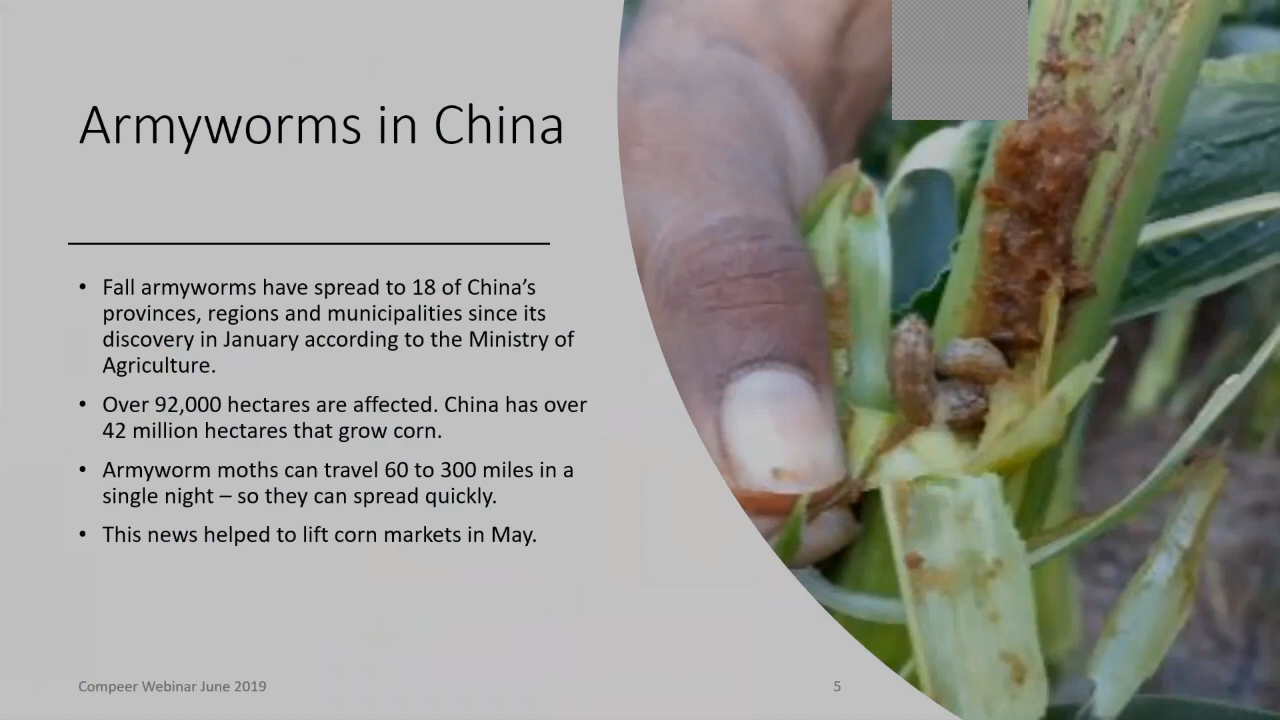 Armyworms in China
• Fall armyworms have spread to 18 of China’s
provinces, regions and municipalities since its
discovery in January according to the Ministry of
Agriculture.
• Over 92,000 hectares are affected. China has over
42 million hectares that grow corn.
• Armyworm moths can travel 60 to 300 miles in a
single night – so they can spread quickly.
• This news helped to lift corn markets in May.
Compeer Webinar June 2019
5